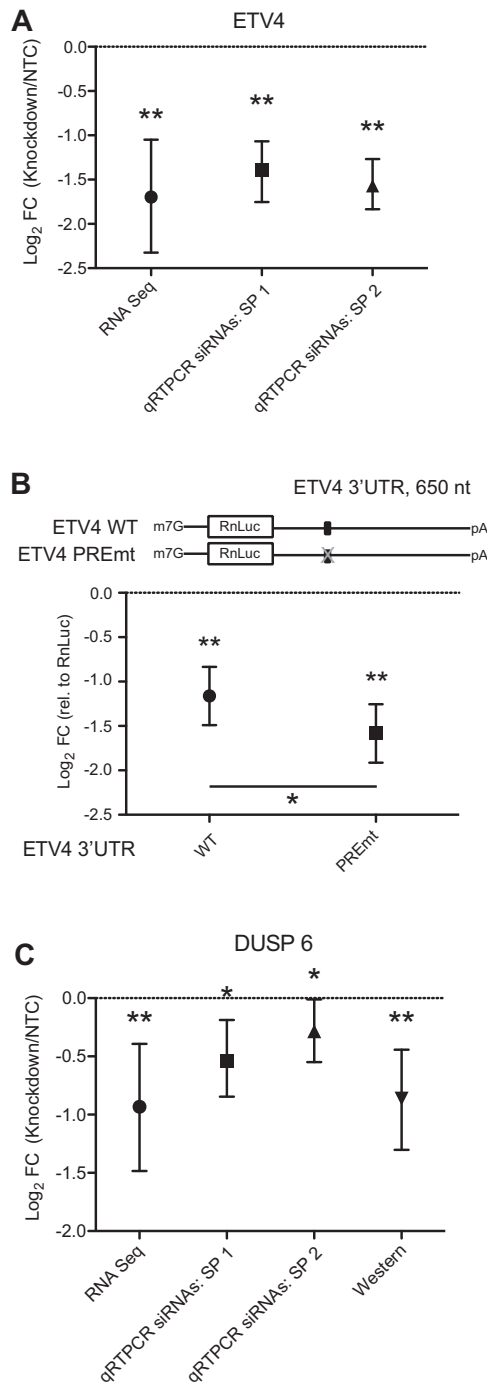 A
ETV4
Log2 FC (Knockdown/NTC)
0.0
-0.5
-1.0
-1.5
-2.0
-2.5
**
**
**
RNA Seq
qRTPCR siRNAs: SP 1
qRTPCR siRNAs: SP 2
B
ETV4 3'UTR, 650 nt
ETV4 WT m7G RnLuc pA
ETV4 PREmt m7G RnLuc X pA
Log2 FC (rel. to RnLuc)
0.0
-0.5
-1.0
-1.5
-2.0
-2.5
**
**
*
ETV4 3'UTR
WT
PREmt
C
DUSP 6
Log2 FC (Knockdown/NTC)
0.0
-0.5
-1.0
-1.5
-2.0
**
*
*
**
RNA Seq
qRTPCR siRNAs: SP 1
qRTPCR siRNAs: SP 2
Western